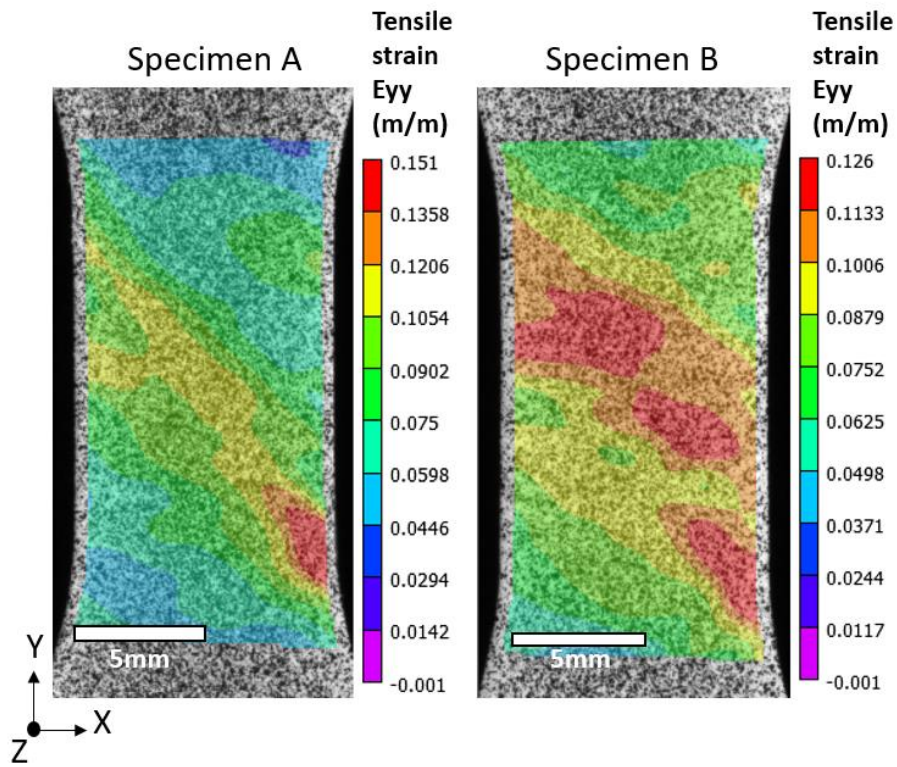 Specimen A
Tensile
strain
Eyy
(m/m)
0.151
0.1358
0.1206
0.1054
0.0902
0.075
0.0598
0.0446
0.0294
0.0142
-0.001
5mm
Specimen B
Tensile
strain
Eyy
(m/m)
0.126
0.1133
0.1006
0.0879
0.0752
0.0625
0.0498
0.0371
0.0244
0.0117
-0.001
5mm
Y
X
Z